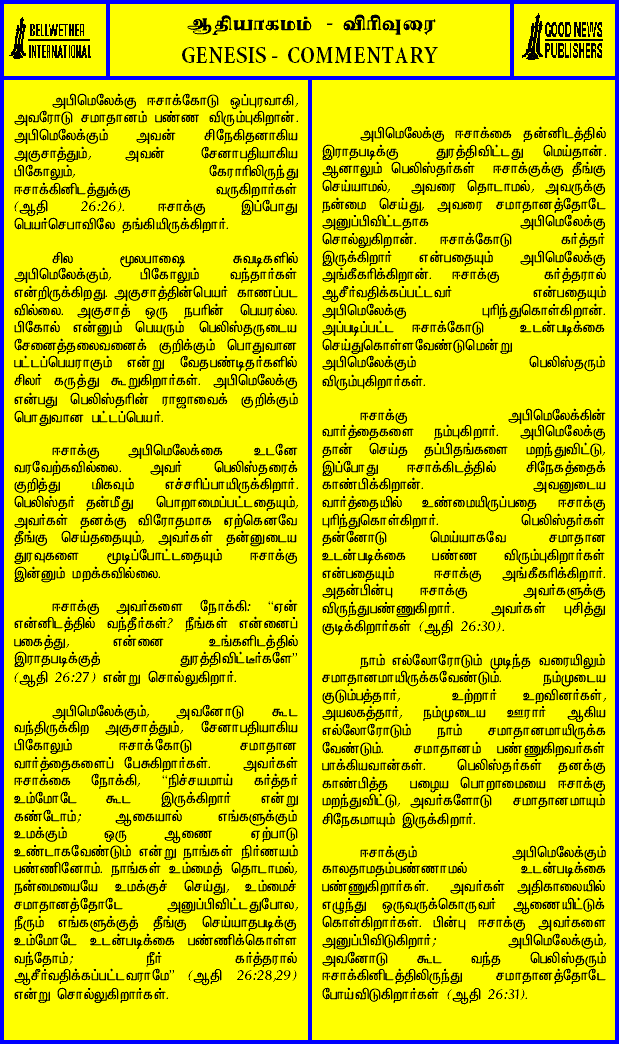 BELLWETHER
INTERNATIONAL
ஆதியாகமம் - விரிவுரை
GENESIS - COMMENTARY
GOOD NEWS
PUBLISHERS
அபிமெலேக்கு ஈசாக்கோடு ஒப்புரவாகி,
அவரோடு சமாதானம் பண்ண விரும்புகிறான்.
அபிமெலேக்கும் அவன் சிநேகிதனாகிய
அகுசாத்தும், அவன் சேனாபதியாகிய
பிகோலும், கேராரிலிருந்து
ஈசாக்கினிடத்துக்கு வருகிறார்கள்
(ஆதி 26:26). ஈசாக்கு இப்போது
பெயர்செபாவிலே தங்கியிருக்கிறார்.
சில மூலபாஷை சுவடிகளில்
அபிமெலேக்கும், பிகோலும் வந்தார்கள்
என்றிருக்கிறது. அகுசாத்தின்பெயர் காணப்பட
வில்லை. அகுசாத் ஒரு நபரின் பெயரல்ல.
பிகோல் என்னும் பெயரும் பெலிஸ்தருடைய
சேனைத்தலைவனைக் குறிக்கும் பொதுவான
பட்டப்பெயராகும் என்று வேதபண்டிதர்களில்
சிலர் கருத்து கூறுகிறார்கள். அபிமெலேக்கு
என்பது பெலிஸ்தரின் ராஜாவைக் குறிக்கும்
பொதுவான பட்டப்பெயர்.
ஈசாக்கு அபிமெலேக்கை உடனே
வரவேற்கவில்லை. அவர் பெலிஸ்தரைக்
குறித்து மிகவும் எச்சரிப்பாயிருக்கிறார்.
பெலிஸ்தர் தன்மீது பொறாமைப்பட்டதையும்,
அவர்கள் தனக்கு விரோதமாக ஏற்கெனவே
தீங்கு செய்ததையும், அவர்கள் தன்னுடைய
துரவுகளை மூடிப்போட்டதையும் ஈசாக்கு
இன்னும் மறக்கவில்லை.
ஈசாக்கு அவர்களை நோக்கி: “ஏன்
என்னிடத்தில் வந்தீர்கள்? நீங்கள் என்னைப்
பகைத்து, என்னை உங்களிடத்தில்
இராதபடிக்குத் துரத்திவிட்டீர்களே”
(ஆதி 26:27) என்று சொல்லுகிறார்.
அபிமெலேக்கும், அவனோடு கூட
வந்திருக்கிற அகுசாத்தும், சேனாபதியாகிய
பிகோலும் ஈசாக்கோடு சமாதான
வார்த்தைகளைப் பேசுகிறார்கள். அவர்கள்
ஈசாக்கை நோக்கி, “நிச்சயமாய் கர்த்தர்
உம்மோடே கூட இருக்கிறார் என்று
கண்டோம்; ஆகையால் எங்களுக்கும்
உமக்கும் ஒரு ஆணை ஏற்பாடு
உண்டாகவேண்டும் என்று நாங்கள் நிர்ணயம்
பண்ணினோம். நாங்கள் உம்மைத் தொடாமல்,
நன்மையையே உமக்குச் செய்து, உம்மைச்
சமாதானத்தோடே அனுப்பிவிட்டதுபோல,
நீரும் எங்களுக்குத் தீங்கு செய்யாதபடிக்கு
உம்மோடே உடன்படிக்கை பண்ணிக்கொள்ள
வந்தோம்; நீர் கர்த்தரால்
ஆசீர்வதிக்கப்பட்டவராமே” (ஆதி 26:28,29)
என்று சொல்லுகிறார்கள்.
அபிமெலேக்கு ஈசாக்கை தன்னிடத்தில்
இராதபடிக்கு துரத்திவிட்டது மெய்தான்.
ஆனாலும் பெலிஸ்தர்கள் ஈசாக்குக்கு தீங்கு
செய்யாமல், அவரை தொடாமல், அவருக்கு
நன்மை செய்து, அவரை சமாதானத்தோடே
அனுப்பிவிட்டதாக அபிமெலேக்கு
சொல்லுகிறான். ஈசாக்கோடு கர்த்தர்
இருக்கிறார் என்பதையும் அபிமெலேக்கு
அங்கீகரிக்கிறான். ஈசாக்கு கர்த்தரால்
ஆசீர்வதிக்கப்பட்டவர் என்பதையும்
அபிமெலேக்கு புரிந்துகொள்கிறான்.
அப்படிப்பட்ட ஈசாக்கோடு உடன்படிக்கை
செய்துகொள்ளவேண்டுமென்று
அபிமெலேக்கும் பெலிஸ்தரும்
விரும்புகிறார்கள்.
ஈசாக்கு அபிமெலேக்கின்
வார்த்தைகளை நம்புகிறார். அபிமெலேக்கு
தான் செய்த தப்பிதங்களை மறந்துவிட்டு,
இப்போது ஈசாக்கிடத்தில் சிநேகத்தைக்
காண்பிக்கிறான். அவனுடைய
வார்த்தையில் உண்மையிருப்பதை ஈசாக்கு
புரிந்துகொள்கிறார். பெலிஸ்தர்கள்
தன்னோடு மெய்யாகவே சமாதான
உடன்படிக்கை பண்ண விரும்புகிறார்கள்
என்பதையும் ஈசாக்கு அங்கீகரிக்கிறார்.
அதன்பின்பு ஈசாக்கு அவர்களுக்கு
விருந்துபண்ணுகிறார். அவர்கள் புசித்து
குடிக்கிறார்கள் (ஆதி 26:30).
நாம் எல்லோரோடும் முடிந்த வரையிலும்
சமாதானமாயிருக்கவேண்டும். நம்முடைய
குடும்பத்தார், உற்றார் உறவினர்கள்,
அயலகத்தார், நம்முடைய ஊரார் ஆகிய
எல்லோரோடும் நாம் சமாதானமாயிருக்க
வேண்டும். சமாதானம் பண்ணுகிறவர்கள்
பாக்கியவான்கள். பெலிஸ்தர்கள் தனக்கு
காண்பித்த பழைய பொறாமையை ஈசாக்கு
மறந்துவிட்டு, அவர்களோடு சமாதானமாயும்
சிநேகமாயும் இருக்கிறார்.
ஈசாக்கும் அபிமெலேக்கும்
காலதாமதம்பண்ணாமல் உடன்படிக்கை
பண்ணுகிறார்கள். அவர்கள் அதிகாலையில்
எழுந்து ஒருவருக்கொருவர் ஆணையிட்டுக்
கொள்கிறார்கள். பின்பு ஈசாக்கு அவர்களை
அனுப்பிவிடுகிறார்; அபிமெலேக்கும்,
அவனோடு கூட வந்த பெலிஸ்தரும்
ஈசாக்கினிடத்திலிருந்து சமாதானத்தோடே
போய்விடுகிறார்கள் (ஆதி 26:31).